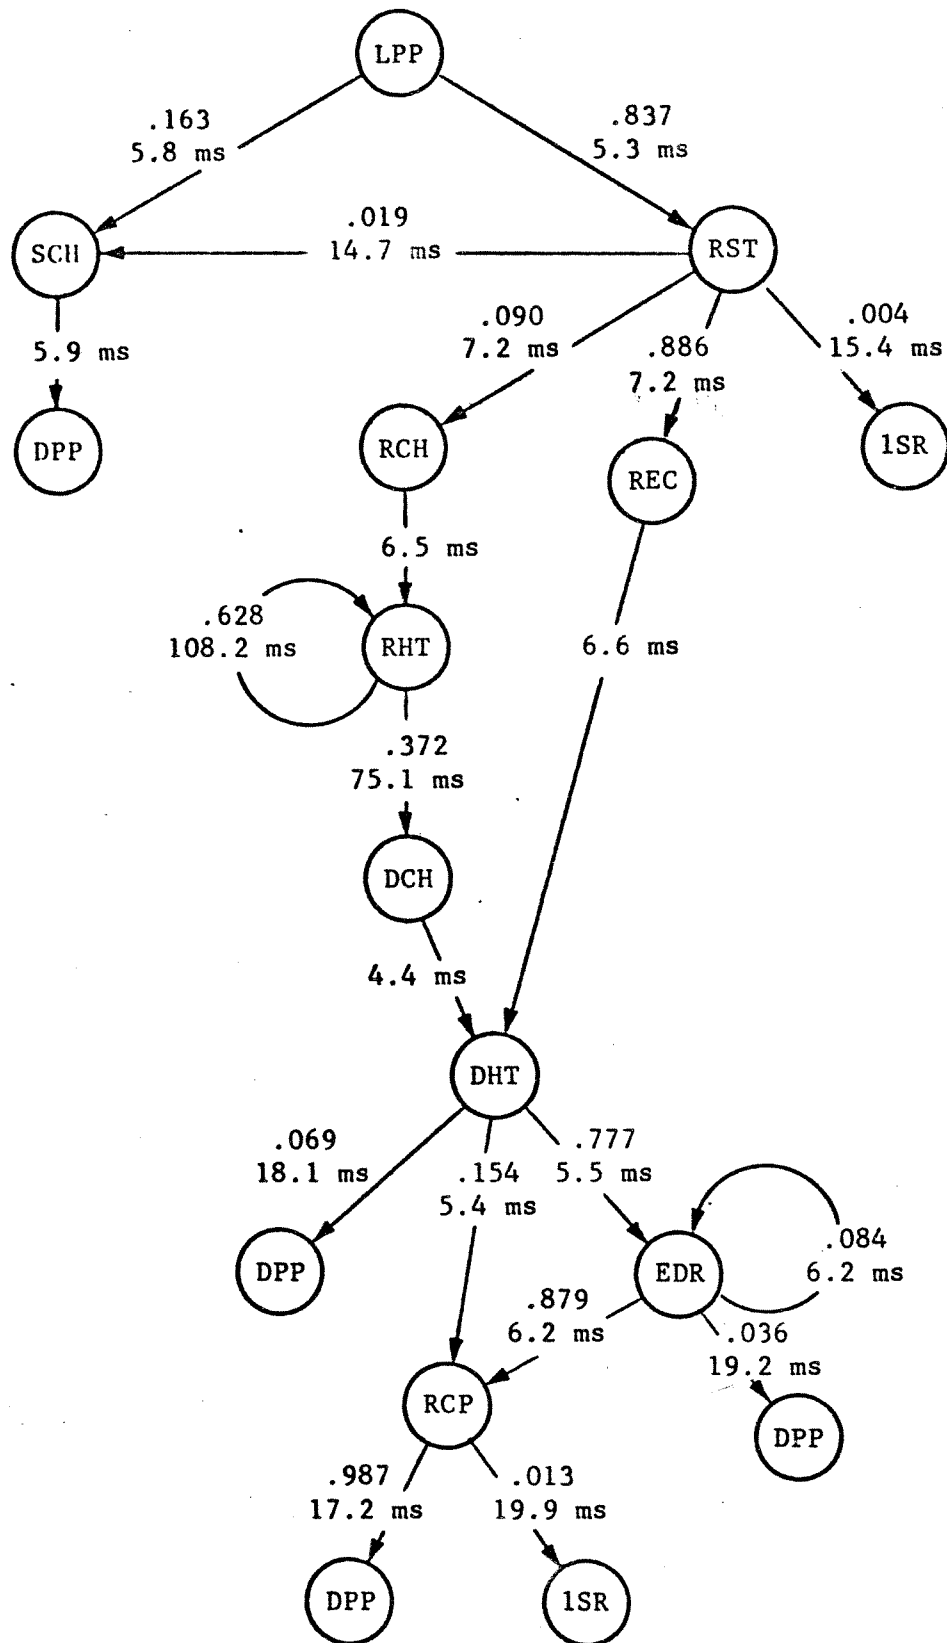 LPP
.163
5.8 ms
.837
5.3 ms
SCH
.019
14.7 ms
RST
5.9 ms
.090
7.2 ms
.886
7.2 ms
.004
15.4 ms
DPP
RCH
REC
1SR
6.5 ms
.628
108.2 ms
RHT
6.6 ms
.372
75.1 ms
DCH
4.4 ms
DHT
.069
18.1 ms
.154
5.4 ms
.777
5.5 ms
DPP
EDR
.084
6.2 ms
.879
6.2 ms
.036
19.2 ms
RCP
DPP
.987
17.2 ms
.013
19.9 ms
DPP
1SR